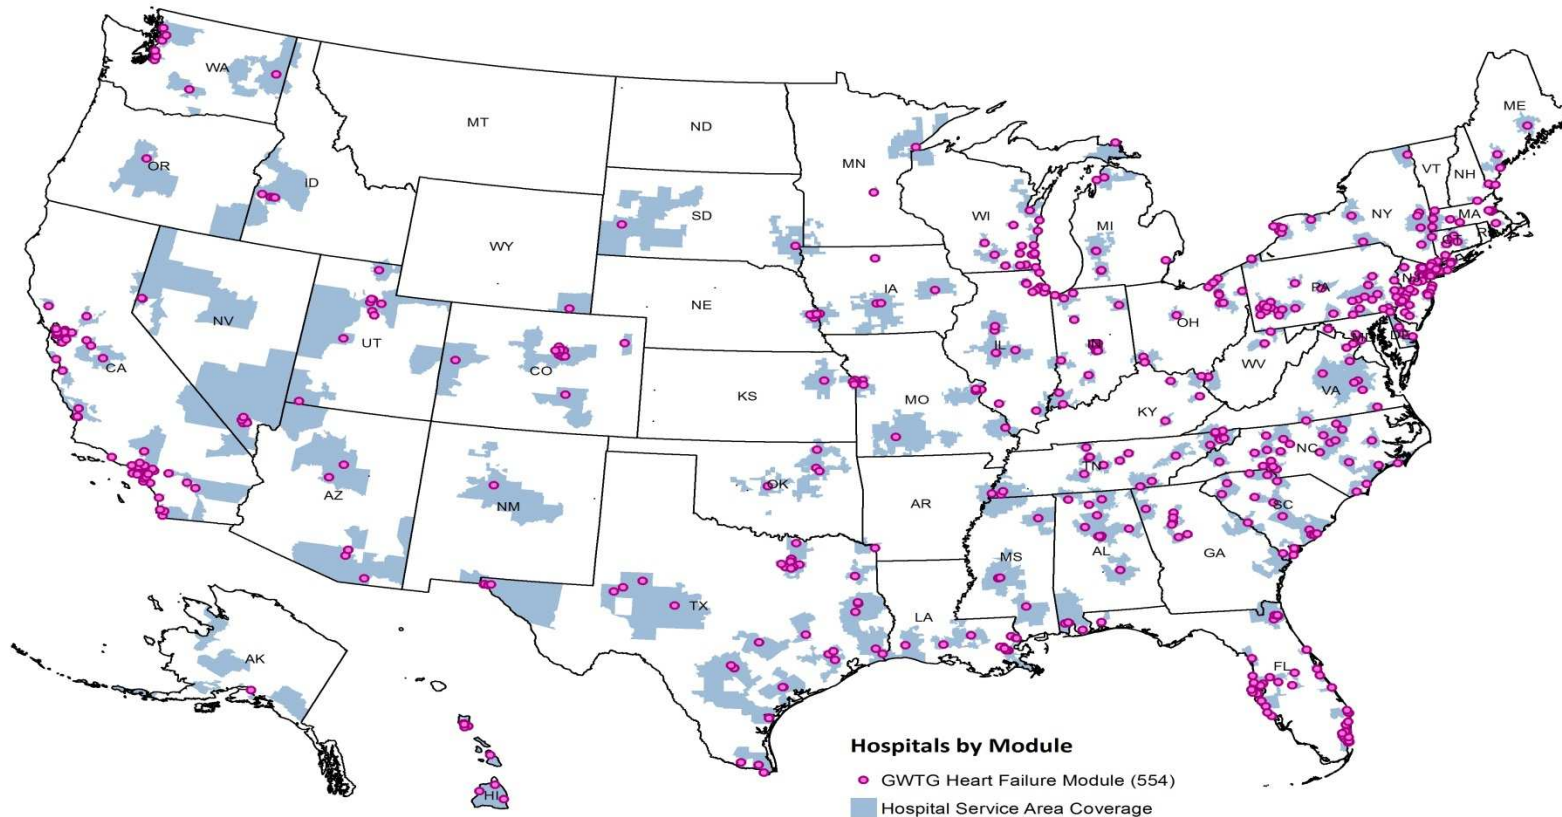 WA
MT
ND
MN
ME
VT
NH
OR
ID
SD
WI
MI
NY
MA
WY
NV
UT
NE
IA
PA
CA
CO
IL
OH
KS
MO
WV
VA
KY
AZ
NM
OK
AR
TN
NC
SC
MS
AL
GA
TX
LA
AK
FL
HI
Hospitals by Module
GWTG Heart Failure Module (554)
Hospital Service Area Coverage